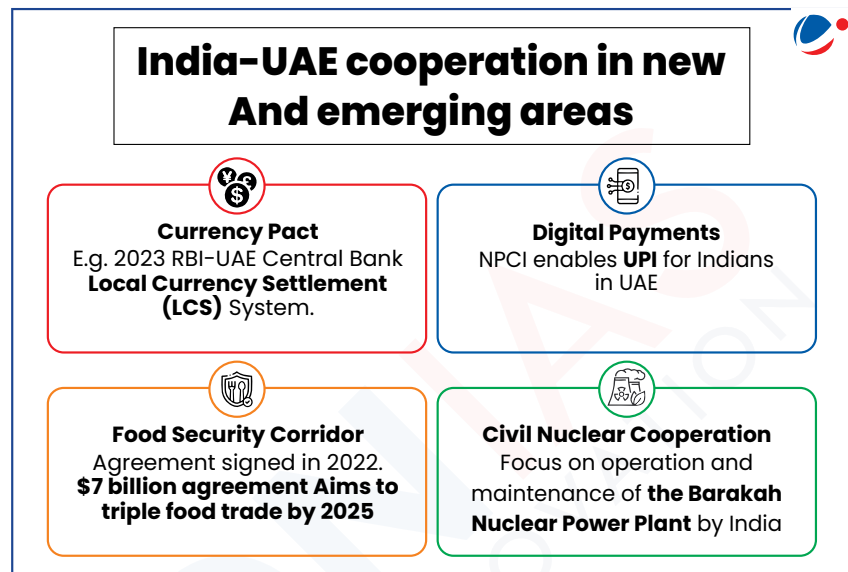 India-UAE cooperation in new
And emerging areas
Currency Pact
E.g. 2023 RBI-UAE Central Bank
Local Currency Settlement
(LCS) System.
Digital Payments
NPCI enables UPI for Indians
in UAE
Food Security Corridor
Agreement signed in 2022.
$7 billion agreement Aims to
triple food trade by 2025
Civil Nuclear Cooperation
Focus on operation and
maintenance of the Barakah
Nuclear Power Plant by India